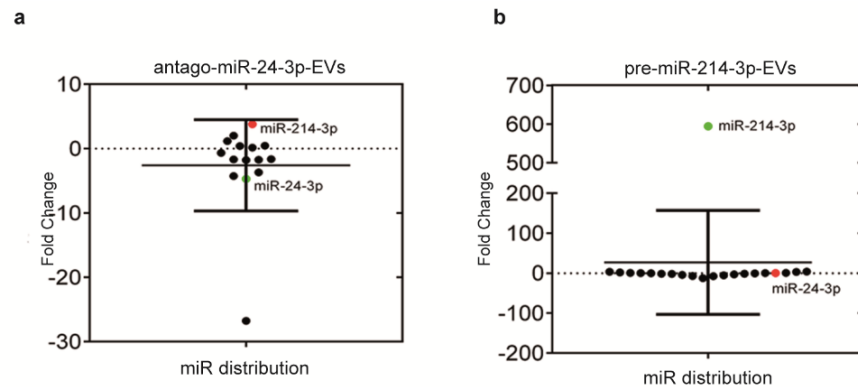 a
antago-miR-24-3p-EVs
Fold Change
10
0
-10
-20
-30
miR-214-3p
miR-24-3p
miR distribution
b
pre-miR-214-3p-EVs
Fold Change
700
600
500
200
100
0
-100
-200
miR-214-3p
miR-24-3p
miR distribution